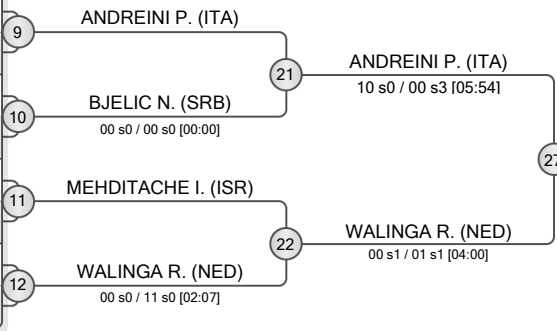 9
ANDREINI P. (ITA)
21
ANDREINI P. (ITA)
10 s0 / 00 s3 [05:54]
10
BJELIC N. (SRB)
00 s0 / 00 s0 [00:00]
27
11
MEHDITACHE I. (ISR)
22
WALINGA R. (NED)
00 s1 / 01 s1 [04:00]
12
WALINGA R. (NED)
00 s0 / 11 s0 [02:07]